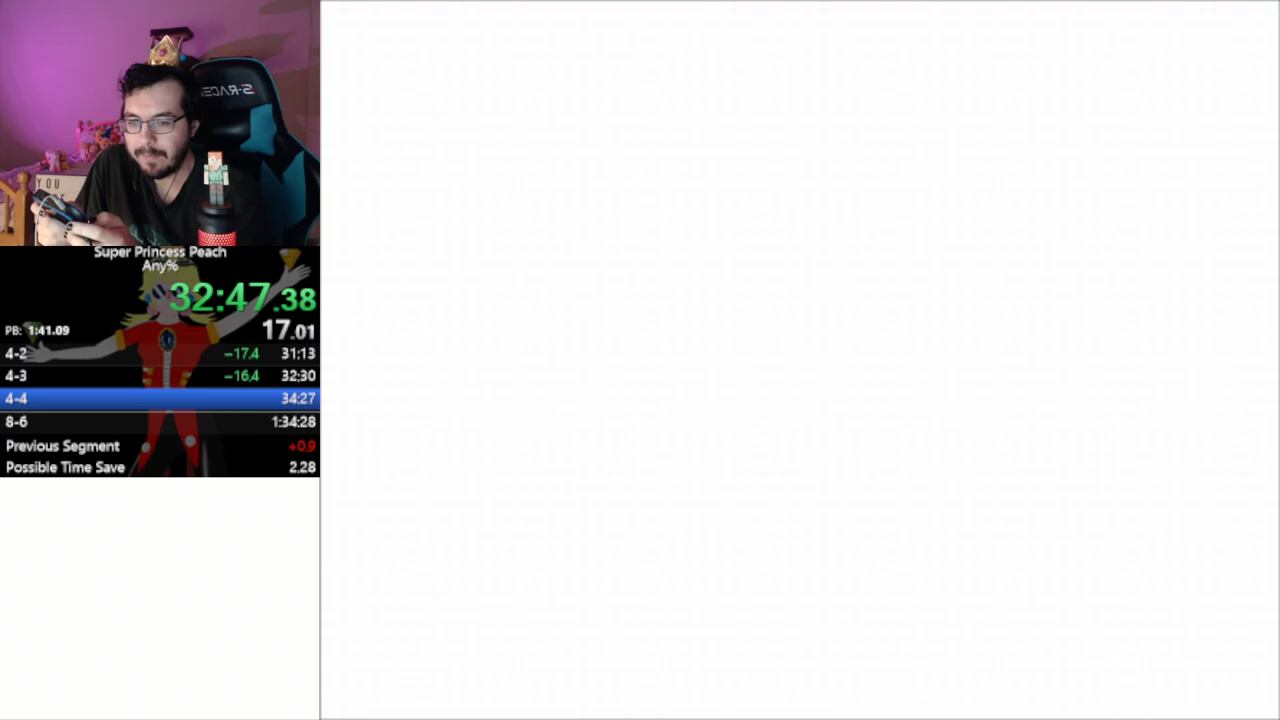 S-RACER
YOU
Super Princess Peach
Any%
32:47.38
PB: 1:41.09
17.01
4-2 -17.4 31:13
4-3 -16.4 32:30
4-4 34:27
8-6 1:34:28
Previous Segment +0.9
Possible Time Save 2.28